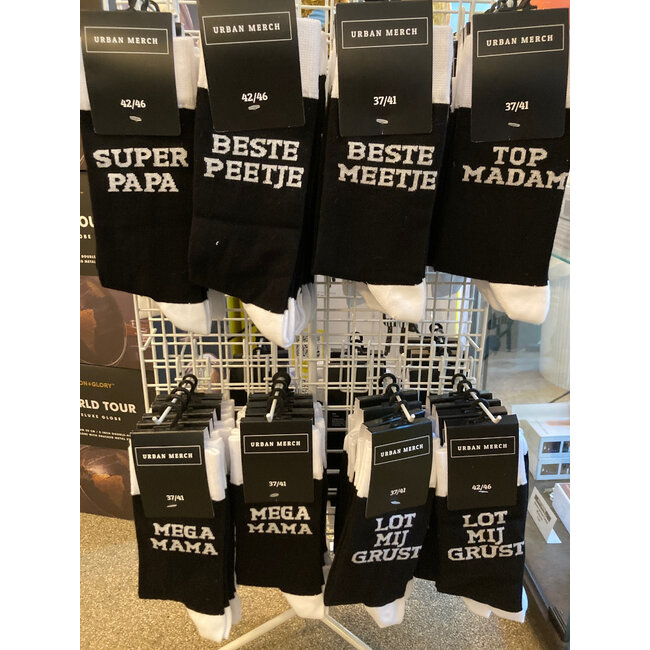 URBAN MERCH
42/46
SUPER
PAPA
URBAN MERCH
42/46
BESTE
PEETJE
URBAN MERCH
37/41
BESTE
MEETJE
URBAN MERCH
37/41
TOP
MADAM
URBAN MERCH
37/41
MEGA
MAMA
URBAN MERCH
37/41
MEGA
MAMA
URBAN MERCH
37/41
LOT
MIJ
GRUST
URBAN MERCH
42/46
LOT
MIJ
GRUST
ON & GLORY
RLD TOUR